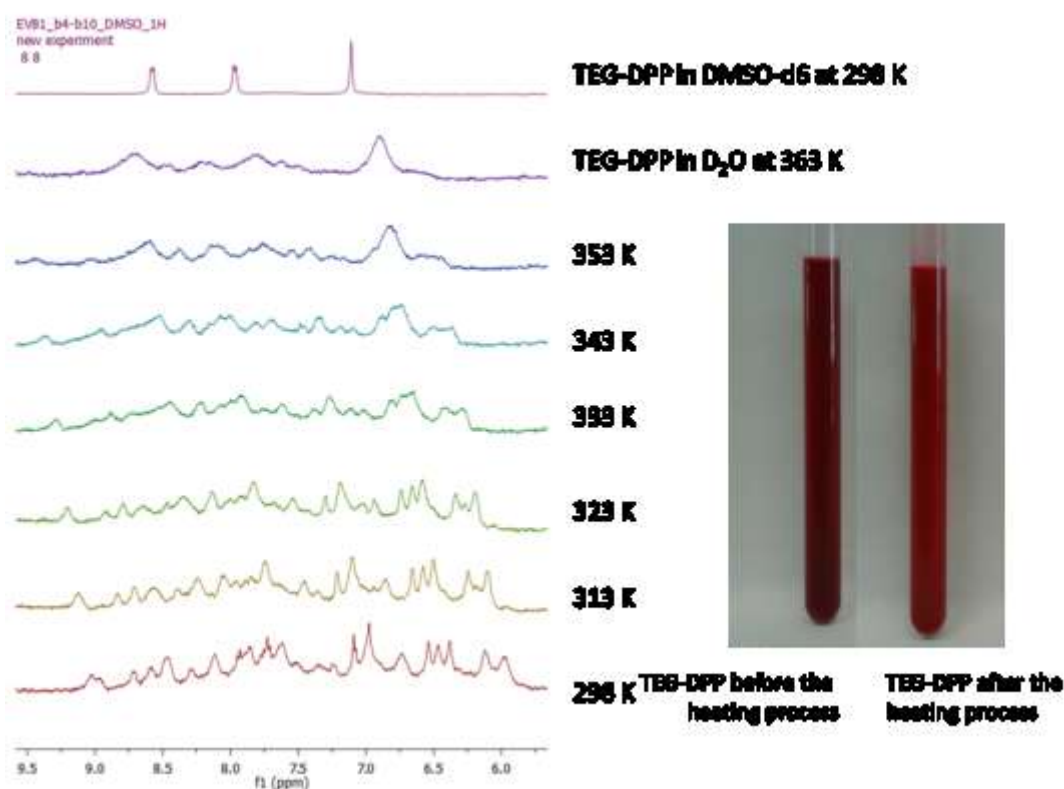 EVB1_b4-b10_DMSO_1H
new experiment
8 8
TEG-DPP in DMSO-d6 at 298 K
TEG-DPP in D₂O at 363 K
353 K
343 K
K
323 K
313 K
298 K
TEG-DPP before the
heating process
TEG-DPP after the
heating process
9.5 9.0 8.5 8.0 7.5 7.0 6.5 6.0
f1 (ppm)